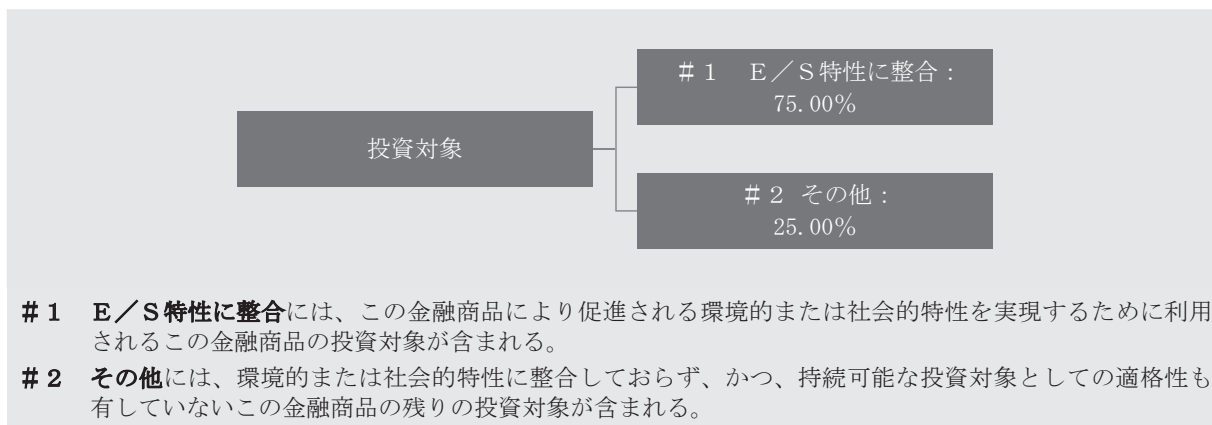 ＃１　Ｅ／Ｓ特性に整合：
75.00％
投資対象
＃２ その他：
25.00％
＃１　Ｅ／Ｓ特性に整合には、この金融商品により促進される環境的または社会的特性を実現するために利用
されるこの金融商品の投資対象が含まれる。
＃２　その他には、環境的または社会的特性に整合しておらず、かつ、持続可能な投資対象としての適格性も
有していないこの金融商品の残りの投資対象が含まれる。